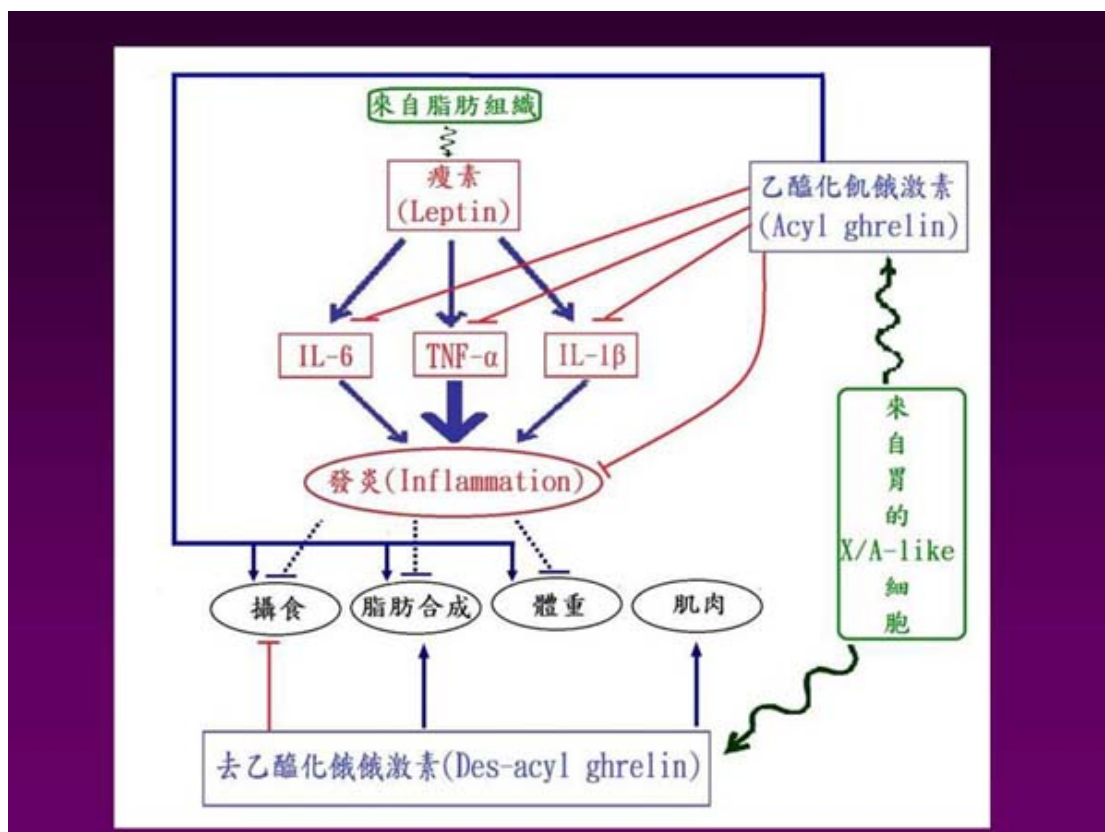 來自脂肪組織
瘦素
(Leptin)
乙醯化飢餓激素
(Acyl ghrelin)
IL-6
TNF-α
IL-1β
發炎(Inflammation)
來
自
胃
的
X/A-like
細
胞
攝食
脂肪合成
體重
肌肉
去乙醯化餓餓激素(Des-acyl ghrelin)